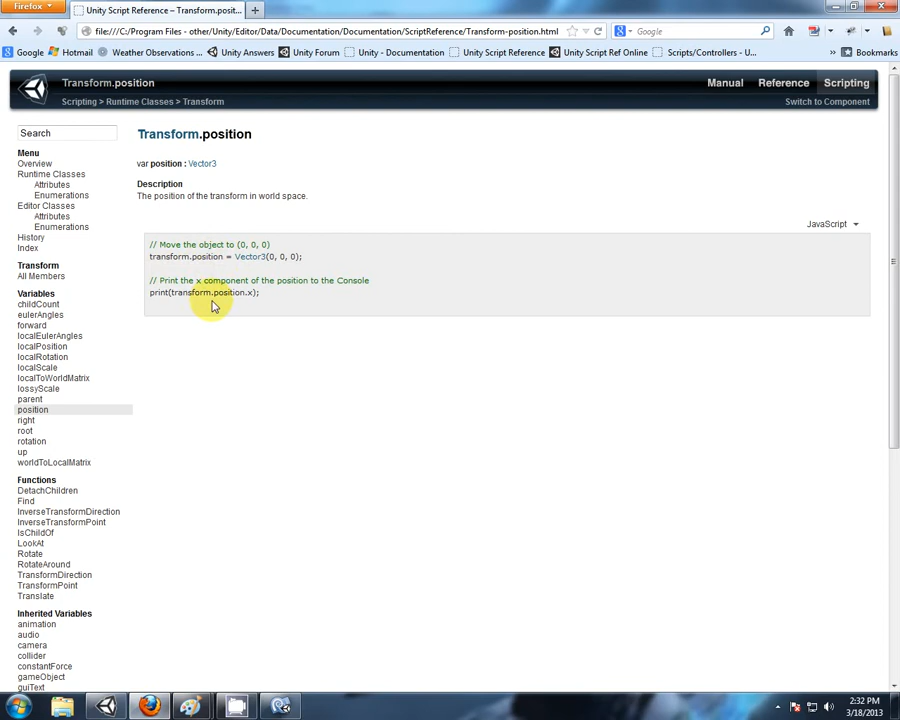 Firefox
Unity Script Reference – Transform.posit...
file:///C:/Program Files - other/Unity/Editor/Data/Documentation/Documentation/ScriptReference/Transform-position.html
Google
Google
Hotmail
Weather Observations ...
Unity Answers
Unity Forum
Unity - Documentation
Unity Script Reference
Unity Script Ref Online
Scripts/Controllers - U...
Bookmarks
Transform.position
Manual
Reference
Scripting
Scripting > Runtime Classes > Transform
Switch to Component
Search
Transform.position
Menu
Overview
Runtime Classes
Attributes
Enumerations
Editor Classes
Attributes
Enumerations
History
Index
Transform
All Members
Variables
childCount
eulerAngles
forward
localEulerAngles
localPosition
localRotation
localScale
localToWorldMatrix
lossyScale
parent
position
right
root
rotation
up
worldToLocalMatrix
Functions
DetachChildren
Find
InverseTransformDirection
InverseTransformPoint
IsChildOf
LookAt
Rotate
RotateAround
TransformDirection
TransformPoint
Translate
Inherited Variables
animation
audio
camera
collider
constantForce
gameObject
guiText
var position : Vector3
Description
The position of the transform in world space.
JavaScript
// Move the object to (0, 0, 0)
transform.position = Vector3(0, 0, 0);
// Print the x component of the position to the Console
print(transform.position.x);
2:32 PM
3/18/2013